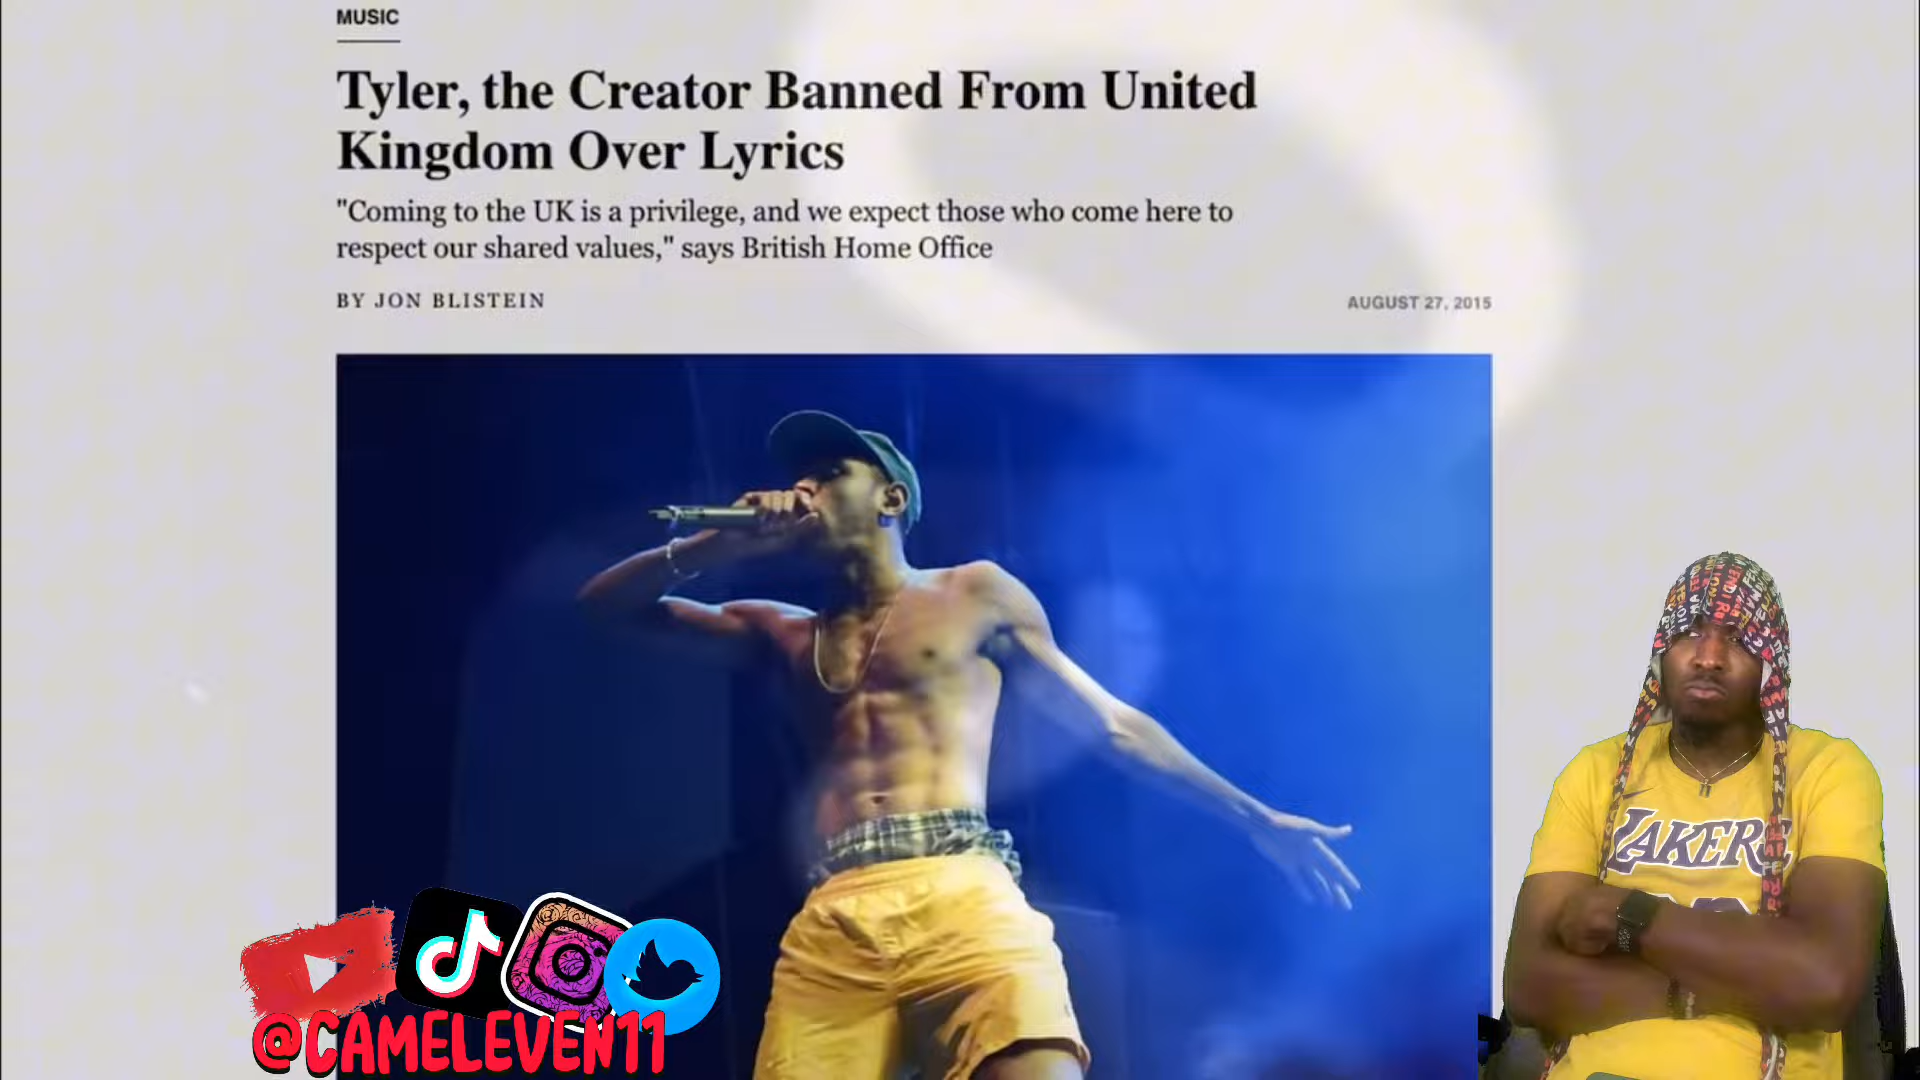 MUSIC
Tyler, the Creator Banned From United
Kingdom Over Lyrics
"Coming to the UK is a privilege, and we expect those who come here to
respect our shared values," says British Home Office
BY JON BLISTEIN
AUGUST 27, 2015
LAKERS
@CAMELEVEN11